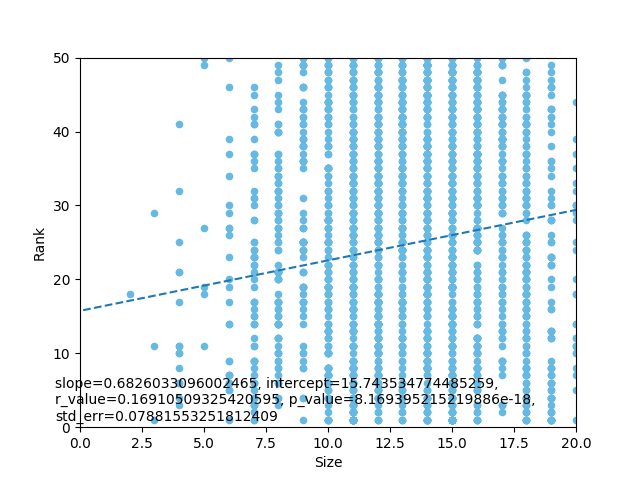 50
40
30
20
10
0
Rank
slope=0.6826033096002465, intercept=15.743534774485259,
r_value=0.16910509325420595, p_value=8.169395215219886e-18,
std_err=0.07881553251812409
0.0 2.5 5.0 7.5 10.0 12.5 15.0 17.5 20.0
Size